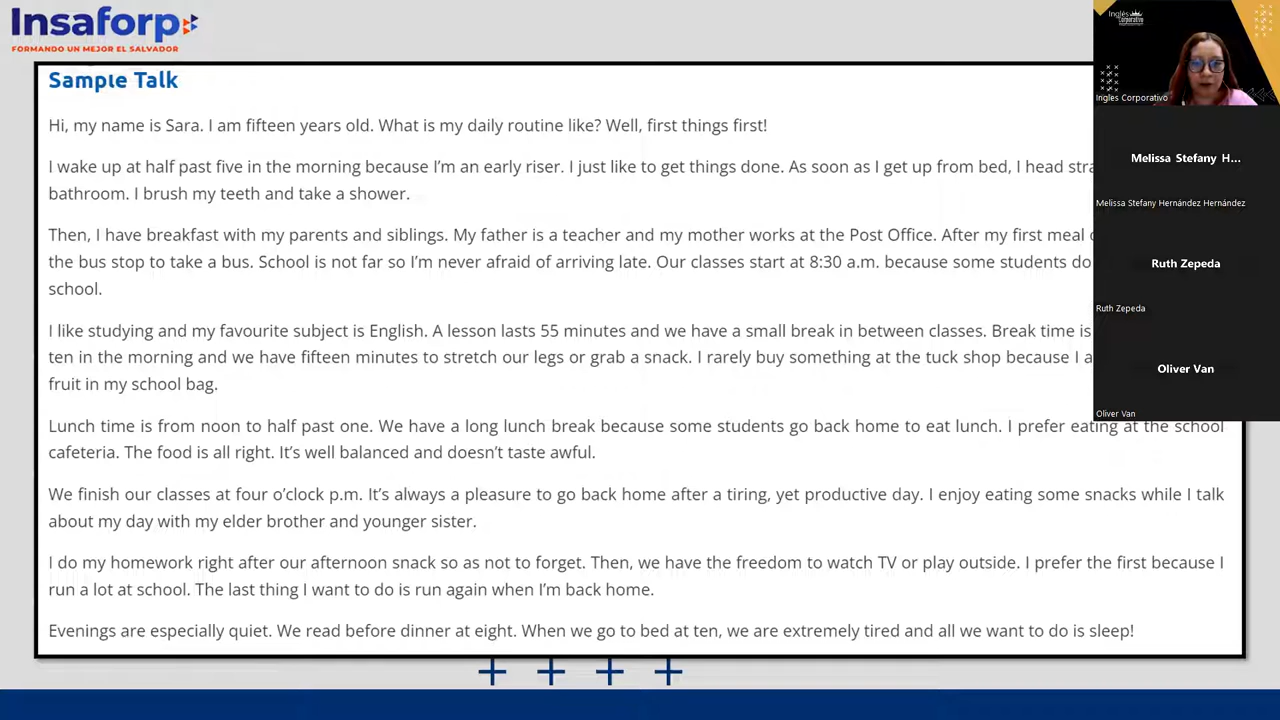 Insaforp
FORMANDO UN MEJOR EL SALVADOR
Sample Talk
Hi, my name is Sara. I am fifteen years old. What is my daily routine like? Well, first things first!
I wake up at half past five in the morning because I'm an early riser. I just like to get things done. As soon as I get up from bed, I head
bathroom. I brush my teeth and take a shower.
Then, I have breakfast with my parents and siblings. My father is a teacher and my mother works at the Post Office. After my first meal
the bus stop to take a bus. School is not far so I'm never afraid of arriving late. Our classes start at 8:30 a.m. because some students do
school.
I like studying and my favourite subject is English. A lesson lasts 55 minutes and we have a small break in between classes. Break time is
ten in the morning and we have fifteen minutes to stretch our legs or grab a snack. I rarely buy something at the tuck shop because I
fruit in my school bag.
Lunch time is from noon to half past one. We have a long lunch break because some students go back home to eat lunch. I prefer eating at the school
cafeteria. The food is all right. It's well balanced and doesn't taste awful.
We finish our classes at four o'clock p.m. It's always a pleasure to go back home after a tiring, yet productive day. I enjoy eating some snacks while I talk
about my day with my elder brother and younger sister.
I do my homework right after our afternoon snack so as not to forget. Then, we have the freedom to watch TV or play outside. I prefer the first because I
run a lot at school. The last thing I want to do is run again when I'm back home.
Evenings are especially quiet. We read before dinner at eight. When we go to bed at ten, we are extremely tired and all we want to do is sleep!
Inglés
Corporativo
Ingles Corporativo
Melissa Stefany H...
Melissa Stefany Hernández Hernández
Ruth Zepeda
Ruth Zepeda
Oliver Van
Oliver Van